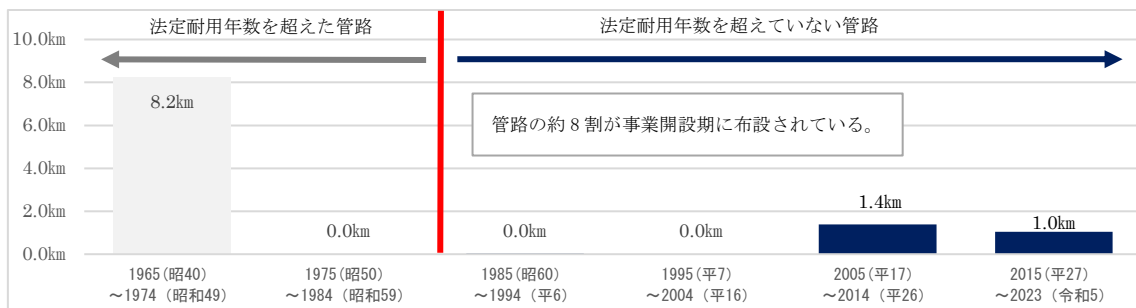 法定耐用年数を超えた管路
法定耐用年数を超えていない管路
10.0km
8.0km
6.0km
4.0km
2.0km
0.0km
管路の約８割が事業開設期に布設されている。
8.2km
0.0km
0.0km
0.0km
1.4km
1.0km
1965(昭40)
～1974（昭和49）
1975(昭50)
～1984（昭和59）
1985(昭60)
～1994（平6）
1995(平7)
～2004（平16）
2005(平17)
～2014（平26）
2015(平27)
～2023（令和5）